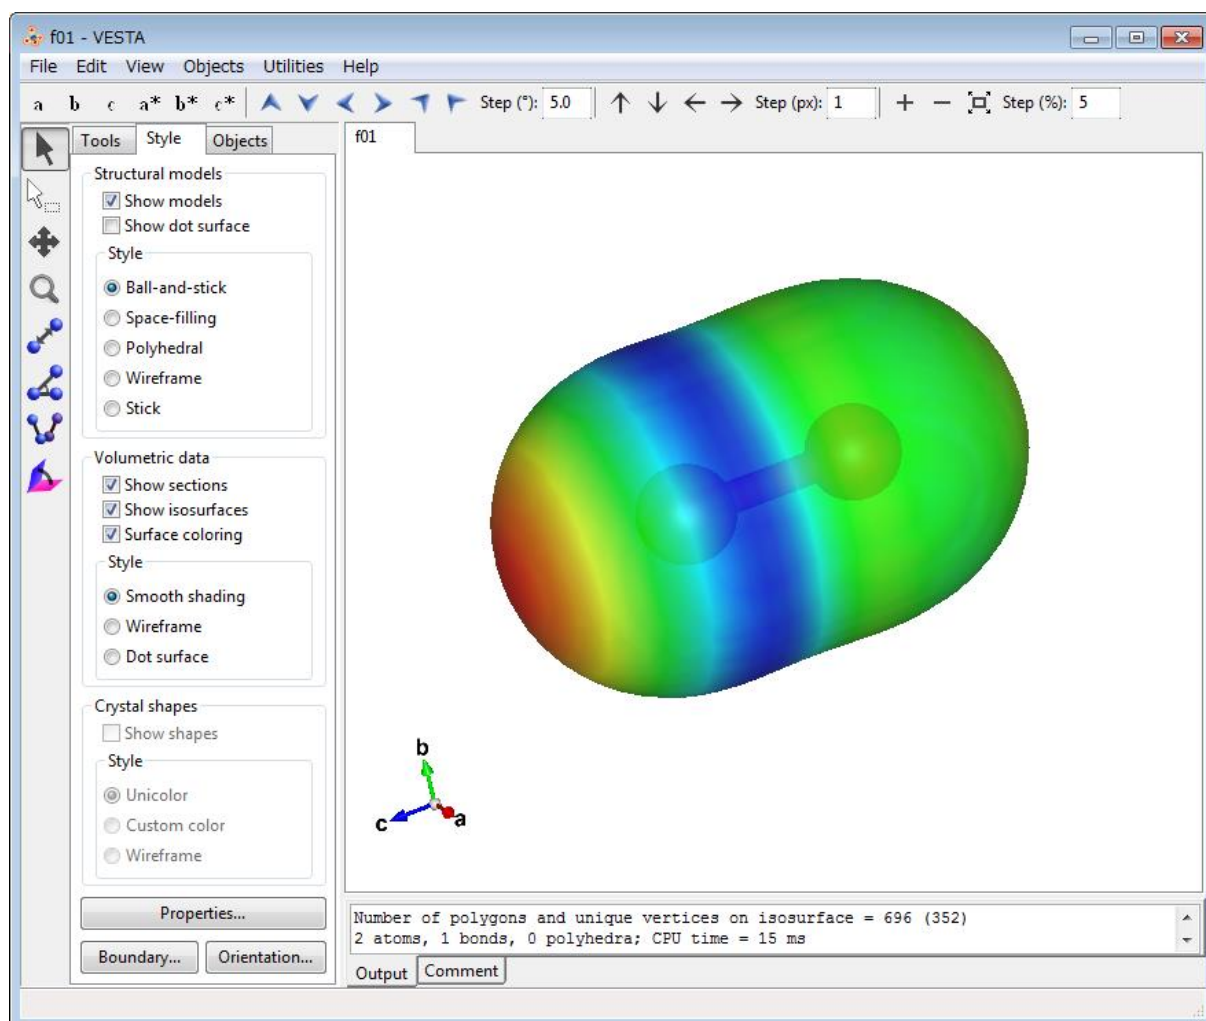 f01 - VESTA
File Edit View Objects Utilities Help
a b c a* b* c* Step (°): 5.0 Step (px): 1 Step (%): 5
Tools Style Objects
f01
Structural models
Show models
Show dot surface
Style
Ball-and-stick
Space-filling
Polyhedral
Wireframe
Stick
Volumetric data
Show sections
Show isosurfaces
Surface coloring
Style
Smooth shading
Wireframe
Dot surface
Crystal shapes
Show shapes
Style
Unicolor
Custom color
Wireframe
Properties...
Boundary... Orientation...
b
c a
Number of polygons and unique vertices on isosurface = 696 (352)
2 atoms, 1 bonds, 0 polyhedra; CPU time = 15 ms
Output Comment